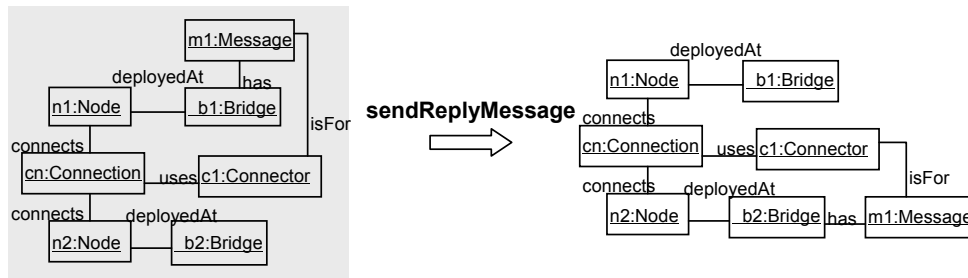 m1:Message
deployedAt
has
n1:Node
b1:Bridge
isFor
connects
cn:Connection
uses
c1:Connector
connects
deployedAt
n2:Node
b2:Bridge
sendReplyMessage
deployedAt
n1:Node
b1:Bridge
connects
cn:Connection
uses
c1:Connector
isFor
connects
deployedAt
n2:Node
b2:Bridge
has
m1:Message